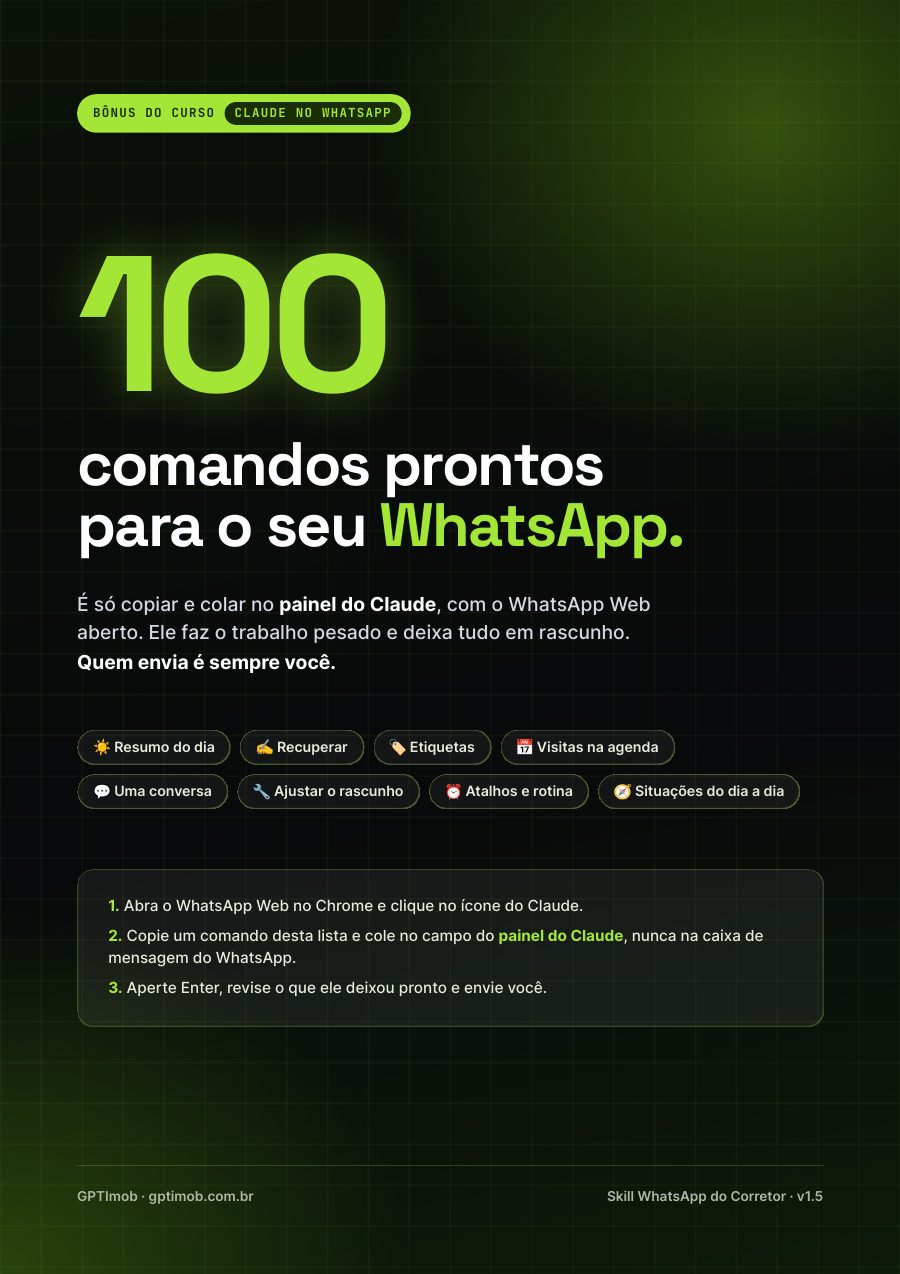 BÔNUS DO CURSO CLAUDE NO WHATSAPP
100
comandos prontos
para o seu WhatsApp.
É só copiar e colar no painel do Claude, com o WhatsApp Web
aberto. Ele faz o trabalho pesado e deixa tudo em rascunho.
Quem envia é sempre você.
☀️ Resumo do dia ✍️ Recuperar 🏷️ Etiquetas 📅 Visitas na agenda
💬 Uma conversa 🔧 Ajustar o rascunho ⏰ Atalhos e rotina 🧭 Situações do dia a dia
1. Abra o WhatsApp Web no Chrome e clique no ícone do Claude.
2. Copie um comando desta lista e cole no campo do painel do Claude, nunca na caixa de
mensagem do WhatsApp.
3. Aperte Enter, revise o que ele deixou pronto e envie você.
GPTImob · gptimob.com.br Skill WhatsApp do Corretor · v1.5